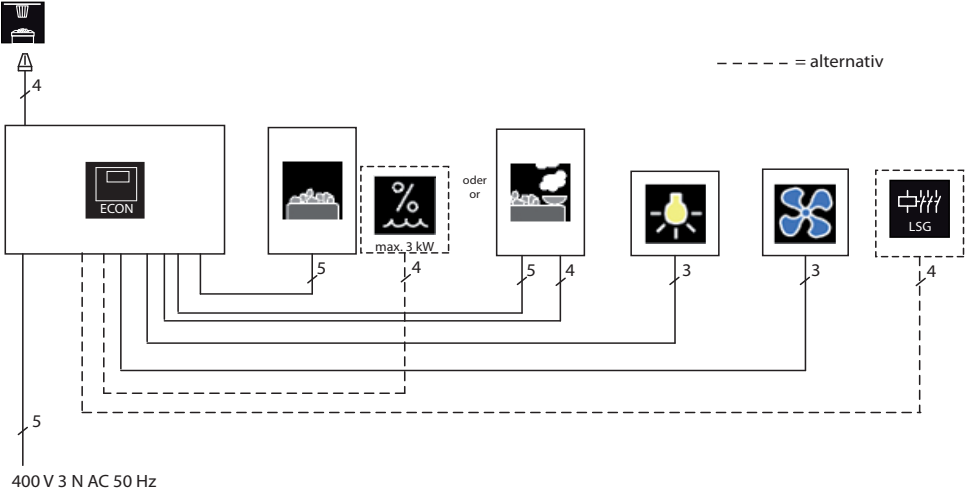 4
- - - - - - = alternativ
ECON
%
max. 3 kW
oder
or
LSG
5
4
5
4
3
3
4
5
400 V 3 N AC 50 Hz